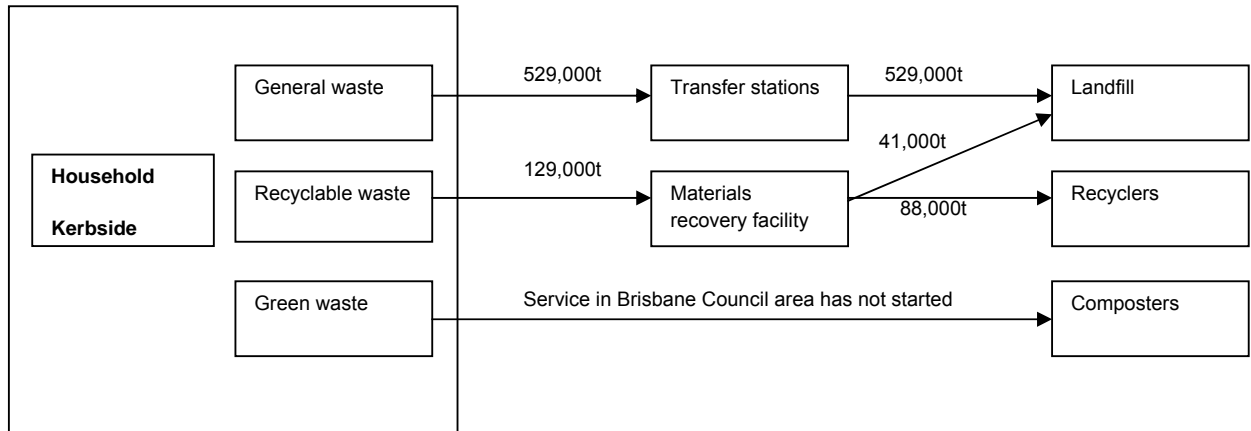 529,000t
529,000t
General waste
Transfer stations
Landfill
41,000t
129,000t
Household
Kerbside
Recyclable waste
Materials
recovery facility
88,000t
Recyclers
Green waste
Service in Brisbane Council area has not started
Composters